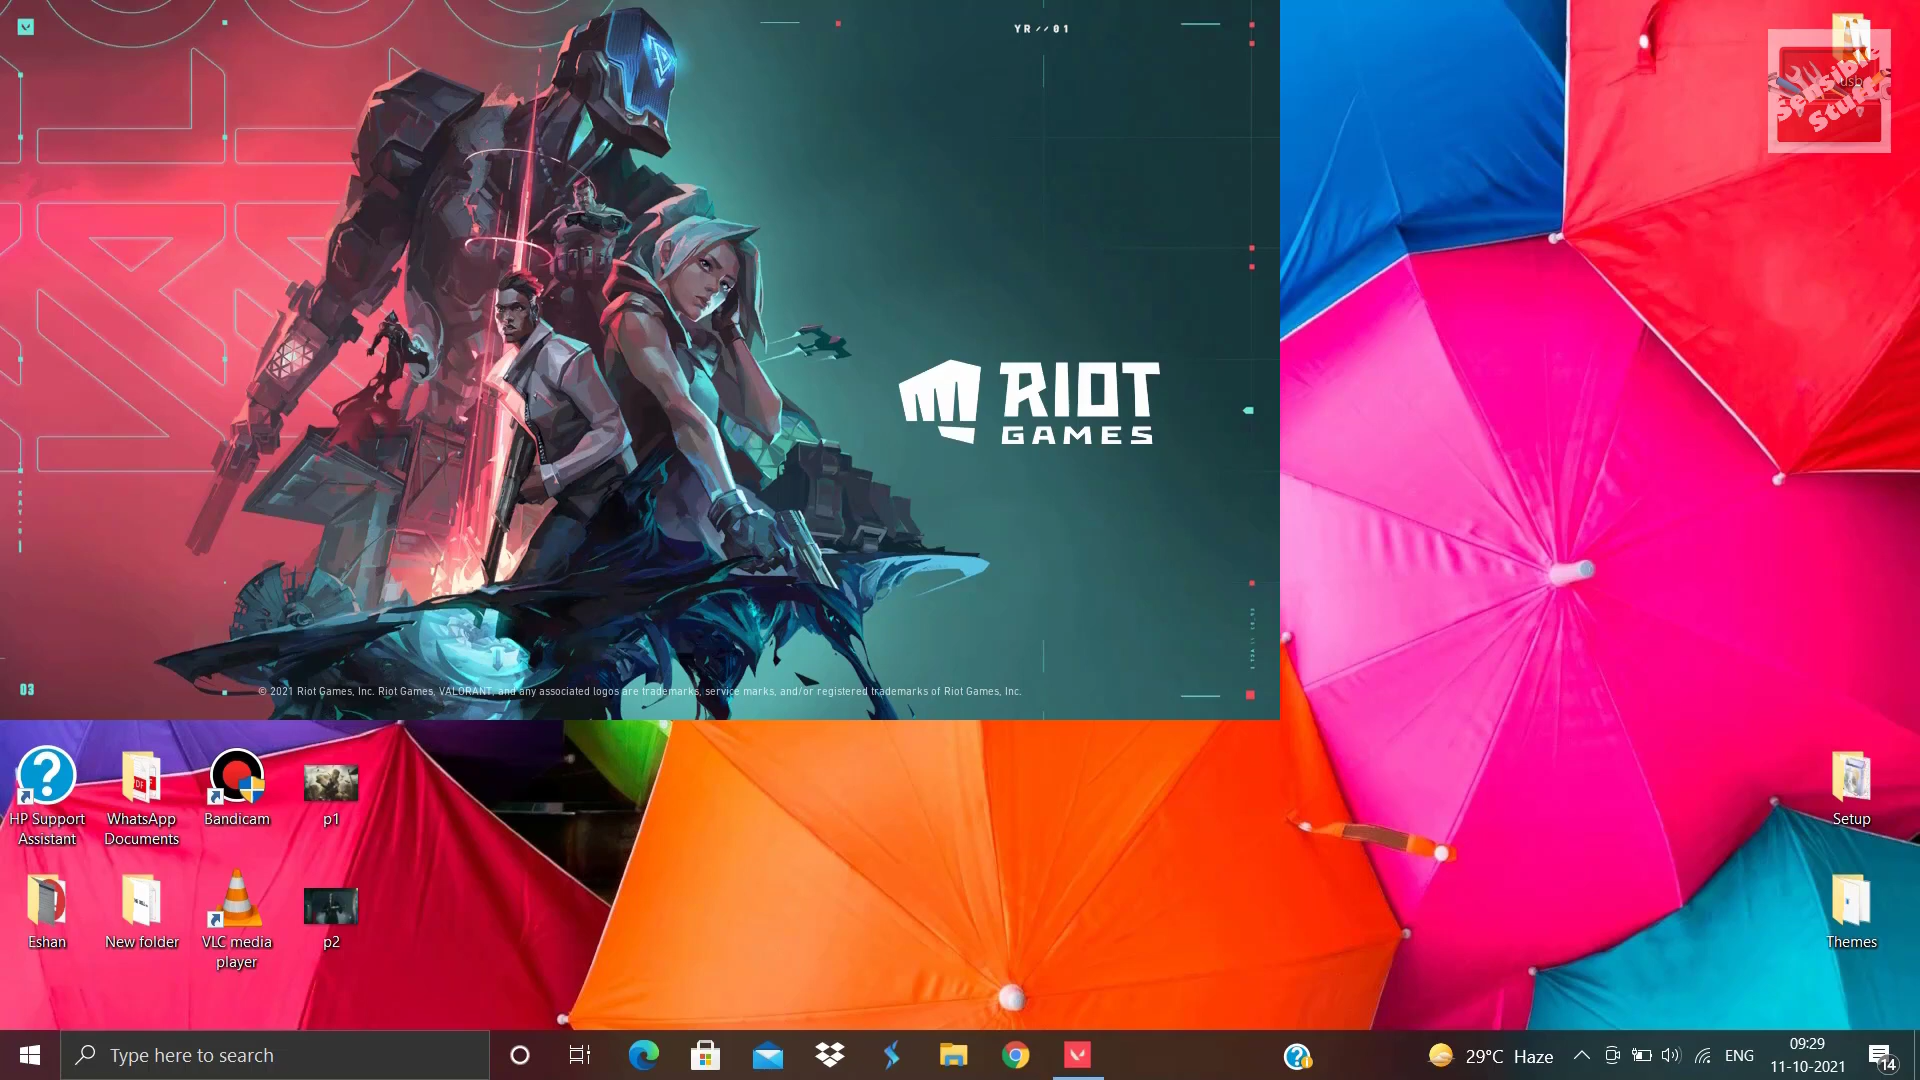 YR//01
RIOT
GAMES
© 2021 Riot Games, Inc. Riot Games, VALORANT, and any associated logos are trademarks, service marks, and/or registered trademarks of Riot Games, Inc.
03
usb
Sensible
Stuff
HP Support
Assistant
WhatsApp
Documents
Bandicam
p1
Setup
Eshan
New folder
VLC media
player
p2
Themes
Type here to search
29°C Haze
ENG
09:29
11-10-2021
14